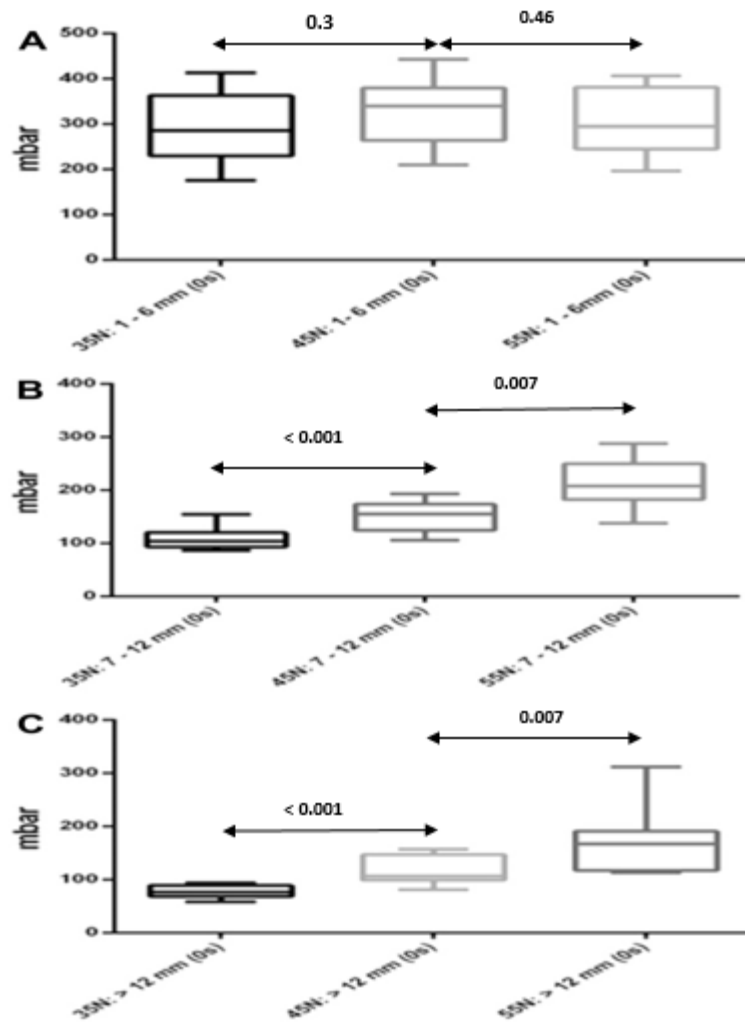 A
0.3
0.46
500
400
300
200
100
0
mbar
35N: 1 - 6 mm (0s)
45N: 1- 6 mm (0s)
55N: 1 - 6mm (0s)
B
0.007
< 0.001
400
300
200
100
0
mbar
35N: 7 - 12 mm (0s)
45N: 7 - 12 mm (0s)
55N: 7 - 12 mm (0s)
C
0.007
< 0.001
400
300
200
100
0
mbar
35N: > 12 mm (0s)
45N: > 12 mm (0s)
55N: > 12 mm (0s)